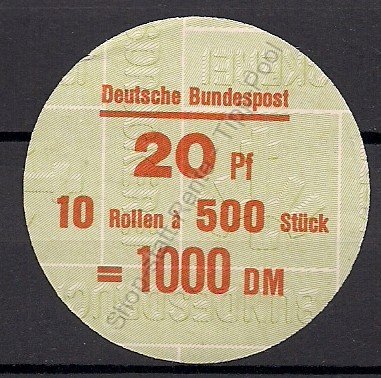 Deutsche Bundespost
20 Pf
10 Rollen à 500 Stück
= 1000 DM